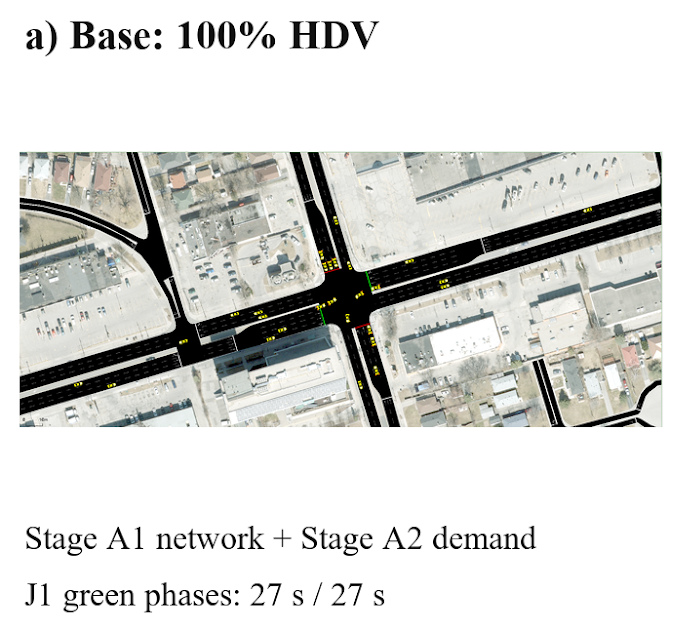 a) Base: 100% HDV
Stage A1 network + Stage A2 demand
J1 green phases: 27 s / 27 s